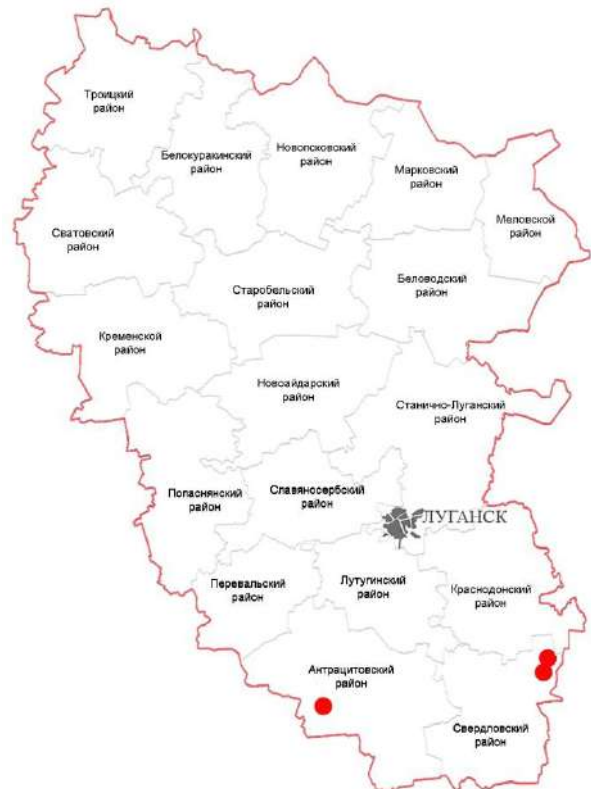 Троицкий
район
Белокуракинский
район
Новопсковский
район
Марковский
район
Меловской
район
Сватовский
район
Старобельский
район
Беловодский
район
Кременской
район
Новоайдарский
район
Станично-Луганский
район
Попаснянский
район
Славяносербский
район
ЛУГАНСК
Перевальский
район
Лутугинский
район
Краснодонский
район
Антрацитовский
район
Свердловский
район